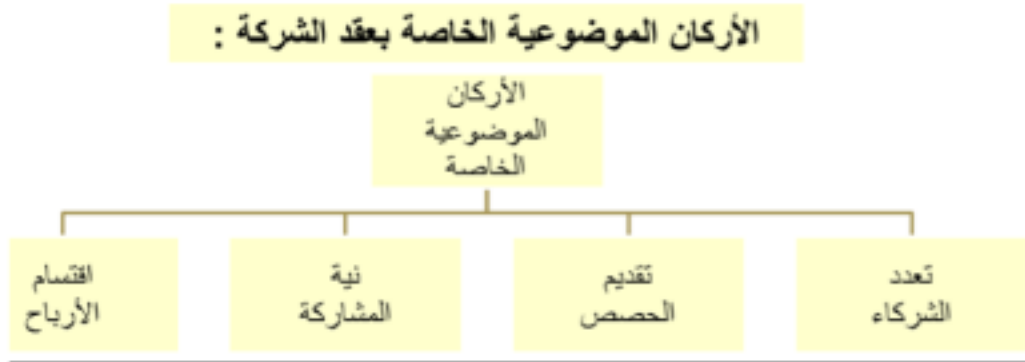 الأركان الموضوعية الخاصة بعقد الشركة :
الأركان
الموضوعية
الخاصة
تعدد
الشركاء
تقديم
الحصص
نية
المشاركة
اقتسام
الأرباح